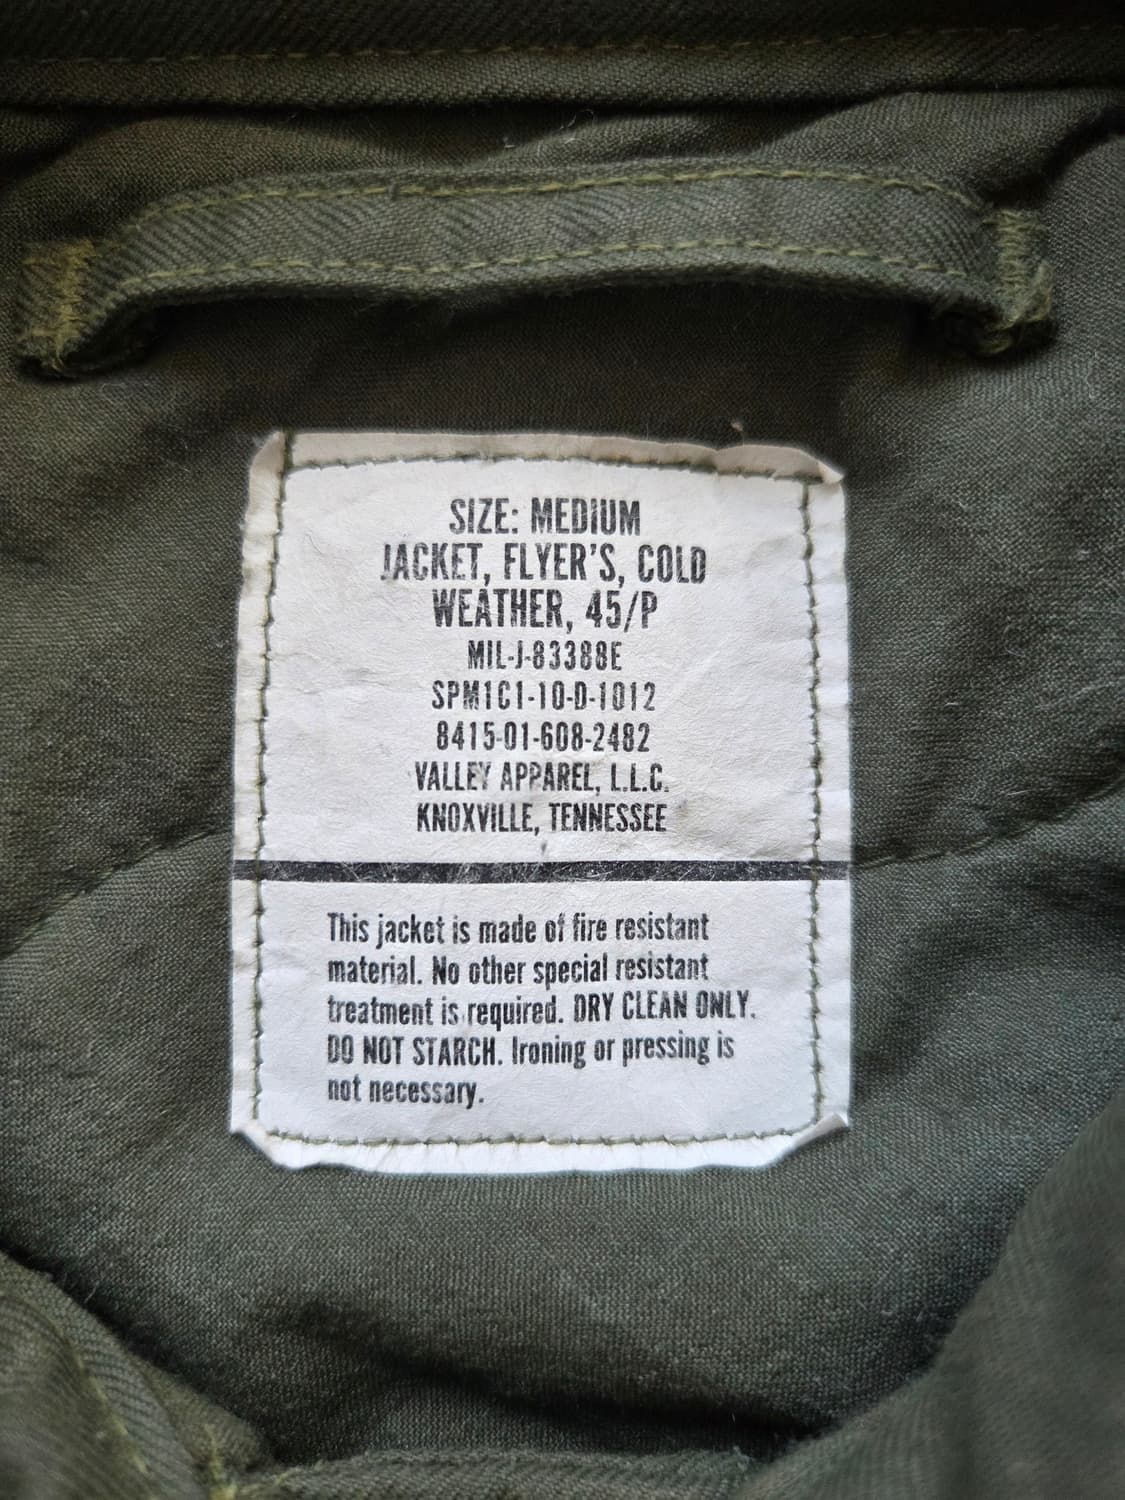 SIZE: MEDIUM
JACKET, FLYER'S, COLD
WEATHER, 45/P
MIL-J-83388E
SPM1C1-10-D-1012
8415-01-608-2482
VALLEY APPAREL, L.L.C.
KNOXVILLE, TENNESSEE
This jacket is made of fire resistant
material. No other special resistant
treatment is required. DRY CLEAN ONLY.
DO NOT STARCH. Ironing or pressing is
not necessary.